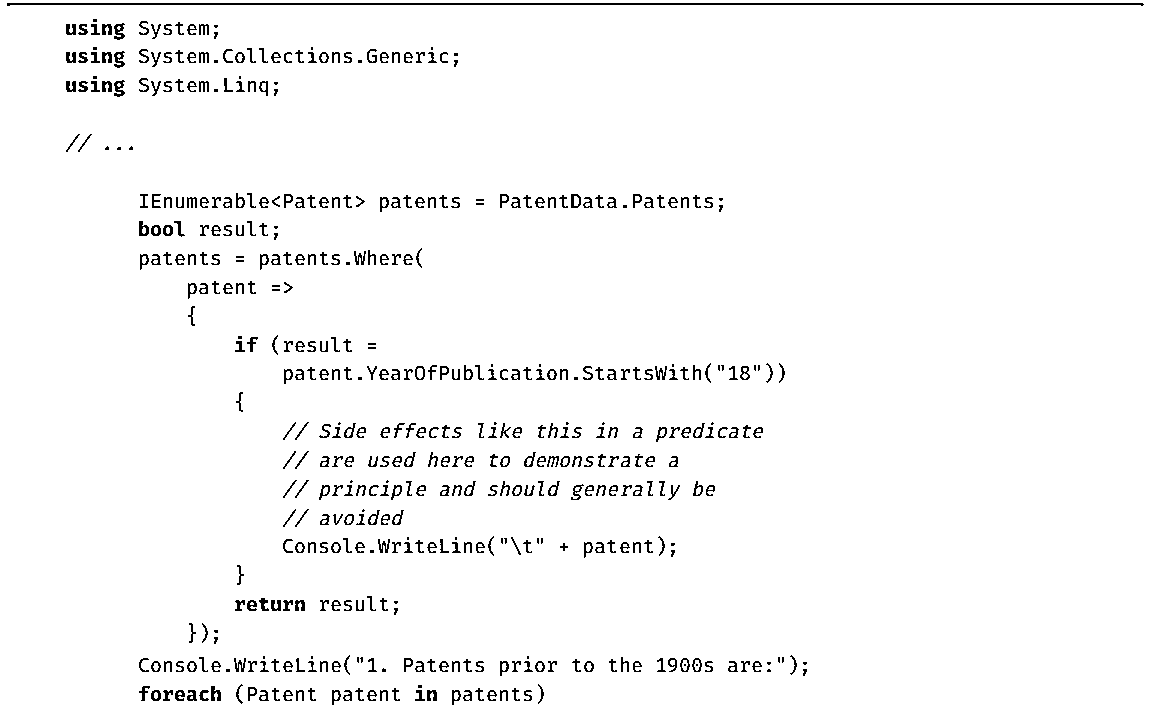 using System;
using System.Collections.Generic;
using System.Linq;

// ...

      IEnumerable<Patent> patents = PatentData.Patents;
      bool result;
      patents = patents.Where(
          patent =>
          {
              if (result =
                  patent.YearOfPublication.StartsWith("18"))
              {
                  // Side effects like this in a predicate
                  // are used here to demonstrate a
                  // principle and should generally be
                  // avoided
                  Console.WriteLine("\t" + patent);
              }
              return result;
          });
      Console.WriteLine("1. Patents prior to the 1900s are:");
      foreach (Patent patent in patents)